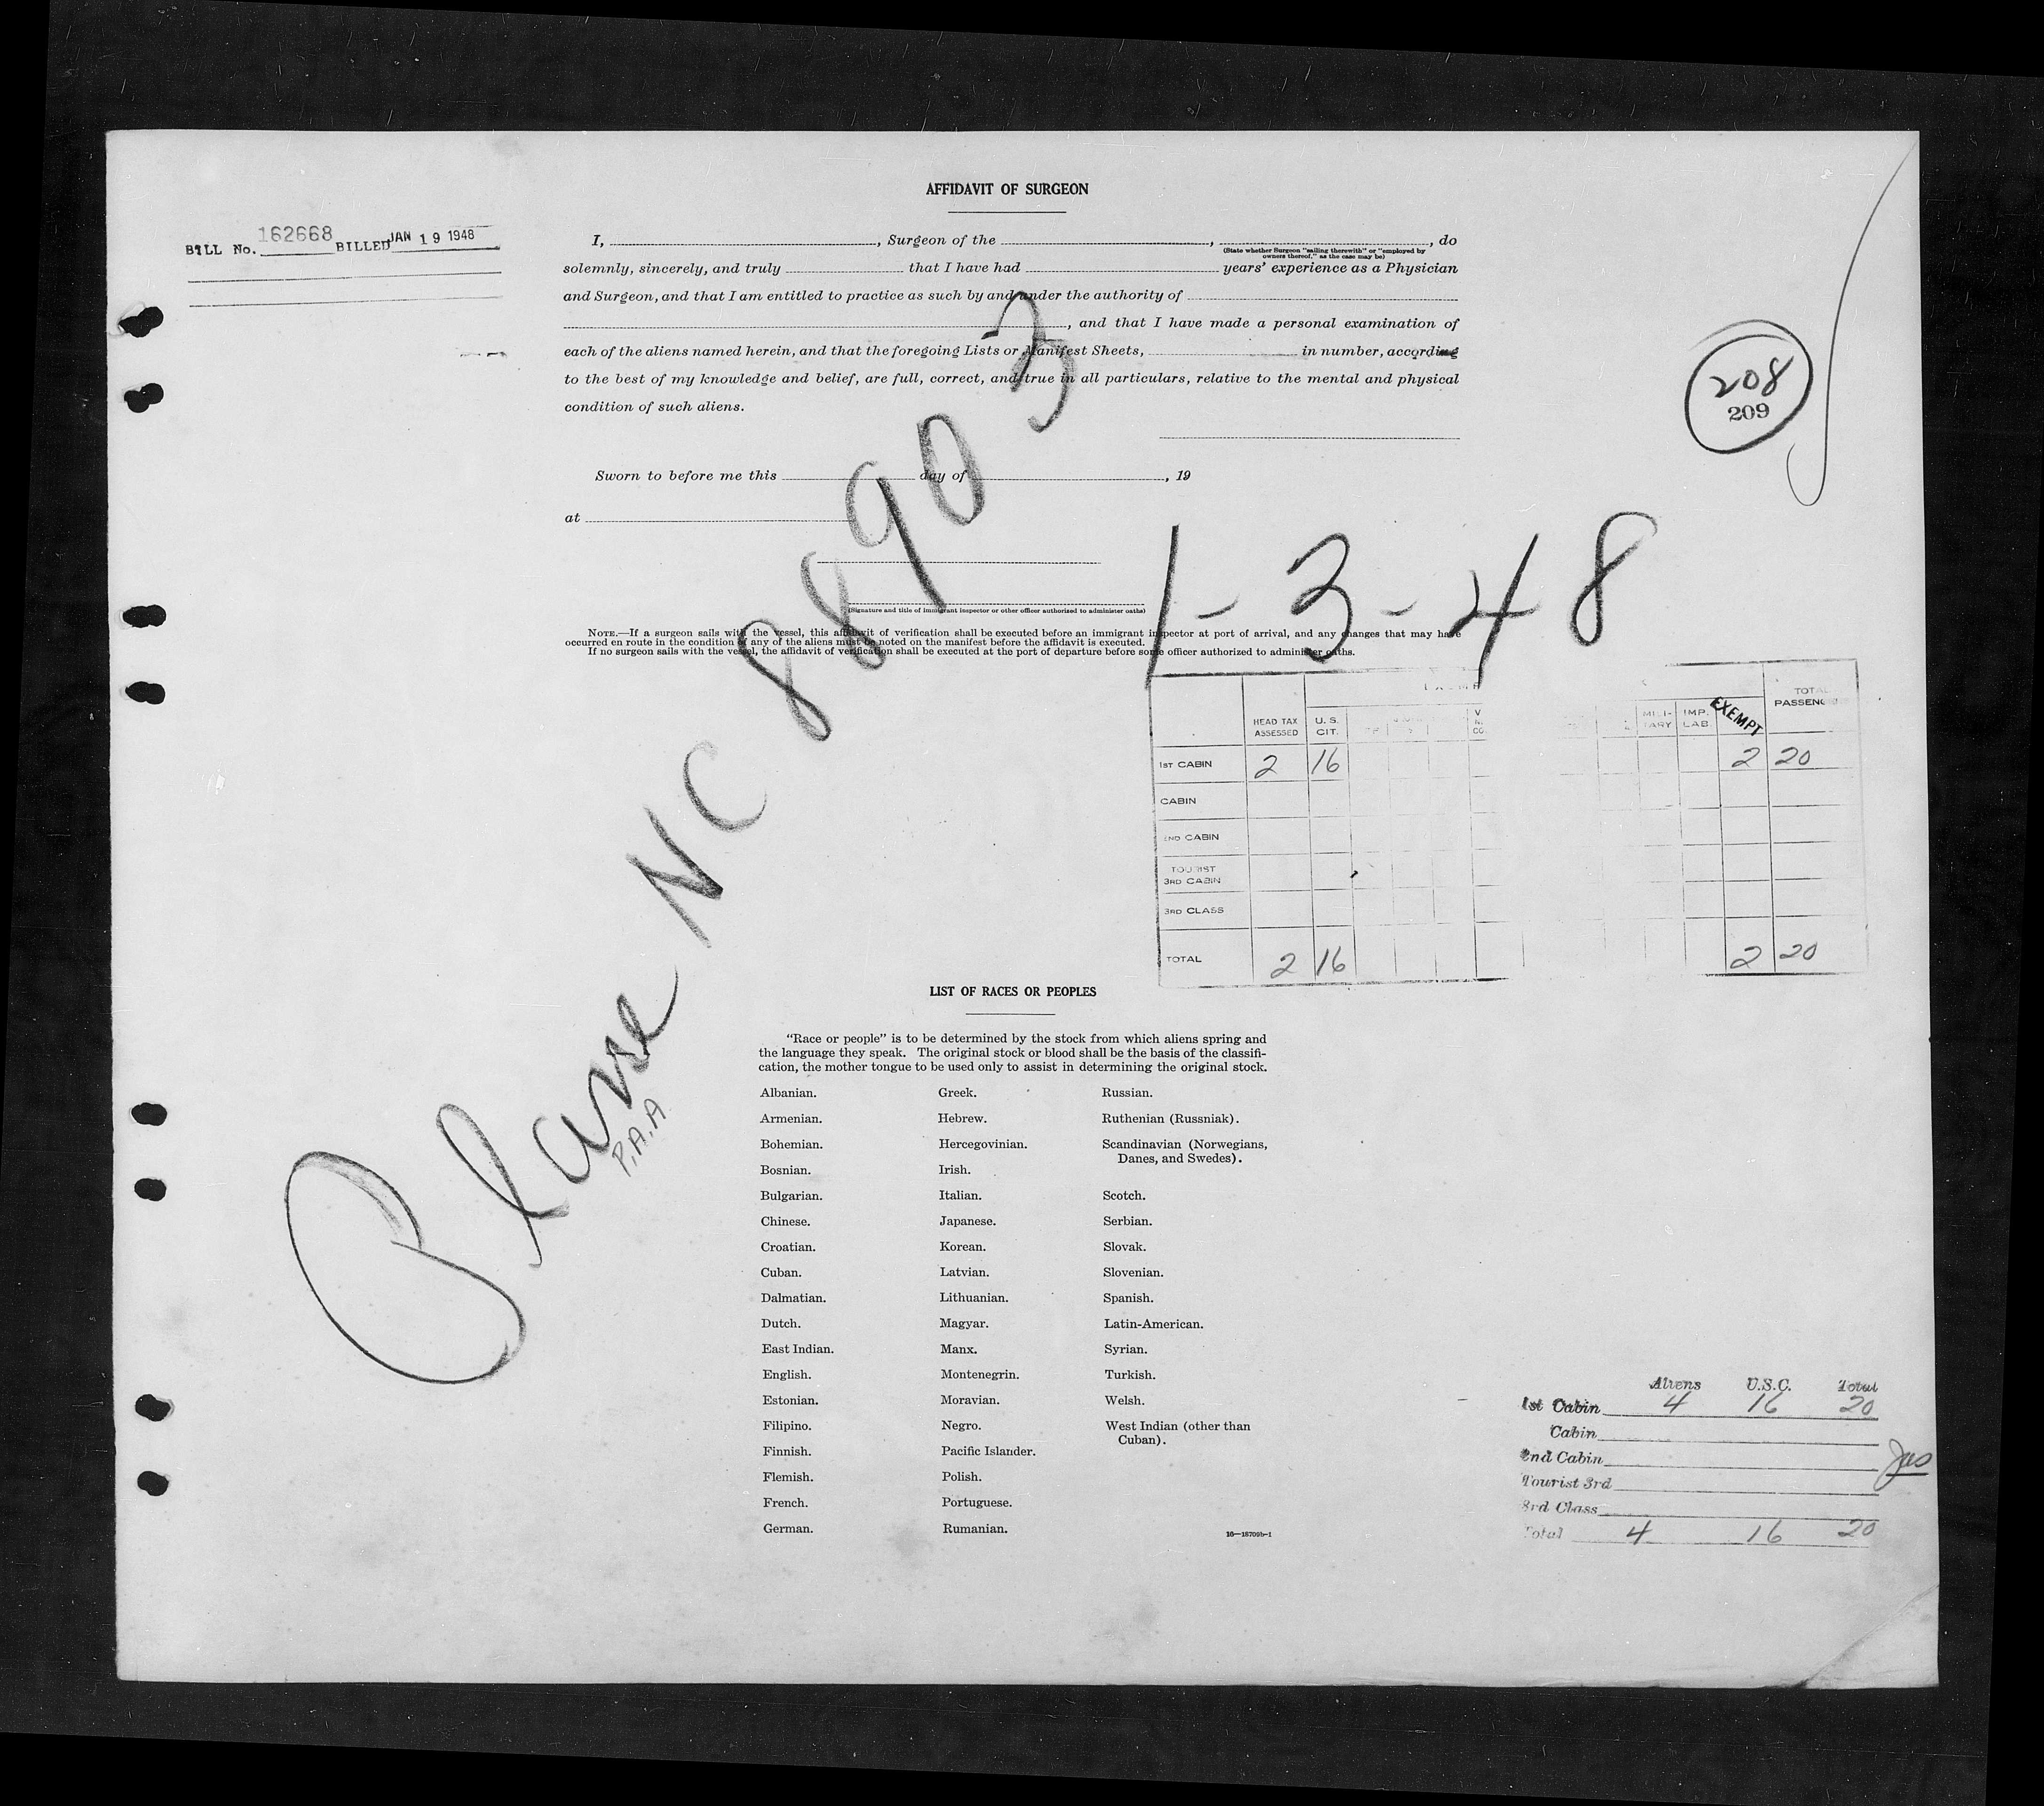 AFFIDAVIT OF SURGEON
BILL No. 162668 BILLED JAN 19 1948
I, , Surgeon of the , , do
(State whether Surgeon "sailing therewith" or "employed by
owners thereof," as the case may be)
solemnly, sincerely, and truly that I have had years' experience as a Physician
and Surgeon, and that I am entitled to practice as such by and under the authority of
, and that I have made a personal examination of
each of the aliens named herein, and that the foregoing Lists or Manifest Sheets, in number, according
to the best of my knowledge and belief, are full, correct, and true in all particulars, relative to the mental and physical
condition of such aliens.
208
209
Sworn to before me this day of , 19
at
(Signature and title of immigrant inspector or other officer authorized to administer oaths)
1-3-48
NOTE.—If a surgeon sails with the vessel, this affidavit of verification shall be executed before an immigrant inspector at port of arrival, and any changes that may have
occurred en route in the condition of any of the aliens must be noted on the manifest before the affidavit is executed.
If no surgeon sails with the vessel, the affidavit of verification shall be executed at the port of departure before some officer authorized to administer oaths.
Plane NC 88903
P.A.A
HEAD TAX ASSESSED U. S. CIT. MILI-TARY IMP. LAB. EXEMPT TOTAL PASSENG
1ST CABIN 2 16 2 20
CABIN
2ND CABIN
TOURIST
3RD CABIN
3RD CLASS
TOTAL 2 16 2 20
LIST OF RACES OR PEOPLES
"Race or people" is to be determined by the stock from which aliens spring and
the language they speak. The original stock or blood shall be the basis of the classifi-
cation, the mother tongue to be used only to assist in determining the original stock.
Albanian. Greek. Russian.
Armenian. Hebrew. Ruthenian (Russniak).
Bohemian. Hercegovinian. Scandinavian (Norwegians,
Danes, and Swedes).
Bosnian. Irish.
Bulgarian. Italian. Scotch.
Chinese. Japanese. Serbian.
Croatian. Korean. Slovak.
Cuban. Latvian. Slovenian.
Dalmatian. Lithuanian. Spanish.
Dutch. Magyar. Latin-American.
East Indian. Manx. Syrian.
English. Montenegrin. Turkish.
Estonian. Moravian. Welsh.
Filipino. Negro. West Indian (other than
Cuban).
Finnish. Pacific Islander.
Flemish. Polish.
French. Portuguese.
German. Rumanian.
16—18709b-1
Aliens U.S.C. Total
1st Cabin 4 16 20
Cabin
2nd Cabin
Tourist 3rd
3rd Class
Total 4 16 20